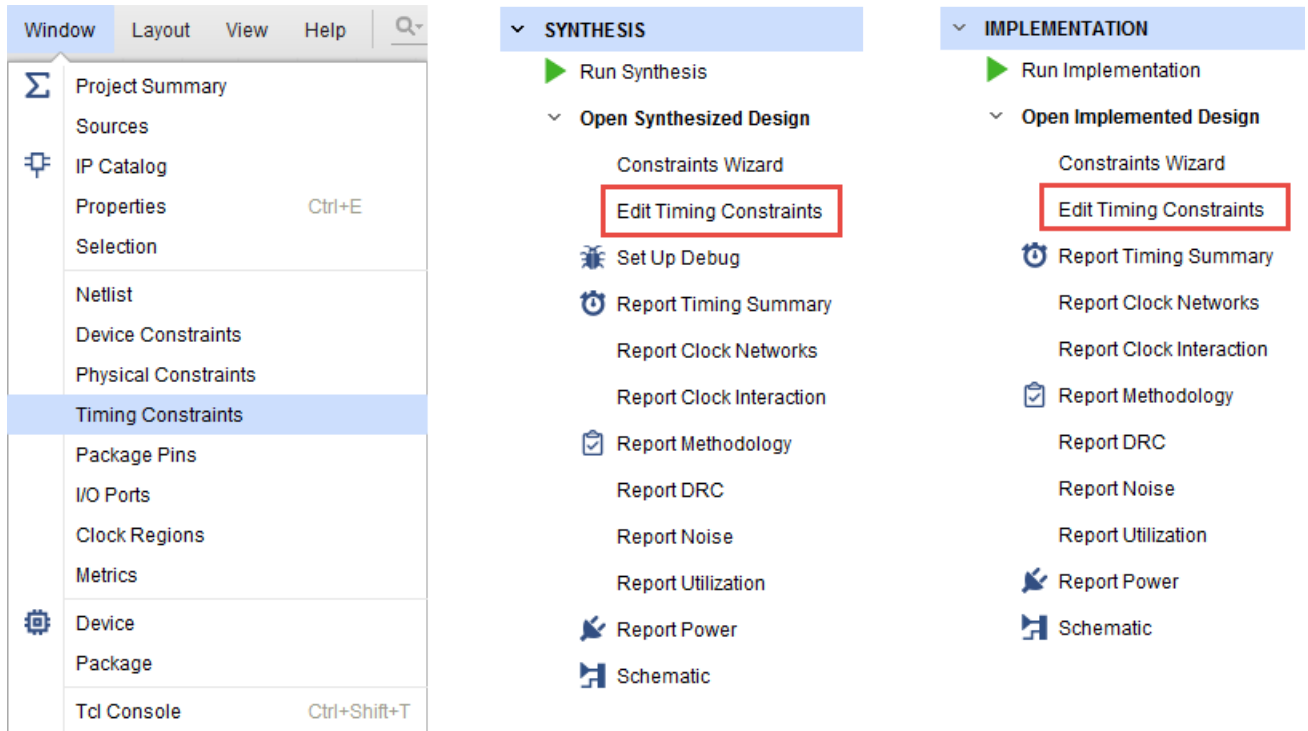 Window Layout View Help
Project Summary
Sources
IP Catalog
Properties Ctrl+E
Selection
Netlist
Device Constraints
Physical Constraints
Timing Constraints
Package Pins
I/O Ports
Clock Regions
Metrics
Device
Package
Tcl Console Ctrl+Shift+T
SYNTHESIS
Run Synthesis
Open Synthesized Design
Constraints Wizard
Edit Timing Constraints
Set Up Debug
Report Timing Summary
Report Clock Networks
Report Clock Interaction
Report Methodology
Report DRC
Report Noise
Report Utilization
Report Power
Schematic
IMPLEMENTATION
Run Implementation
Open Implemented Design
Constraints Wizard
Edit Timing Constraints
Report Timing Summary
Report Clock Networks
Report Clock Interaction
Report Methodology
Report DRC
Report Noise
Report Utilization
Report Power
Schematic